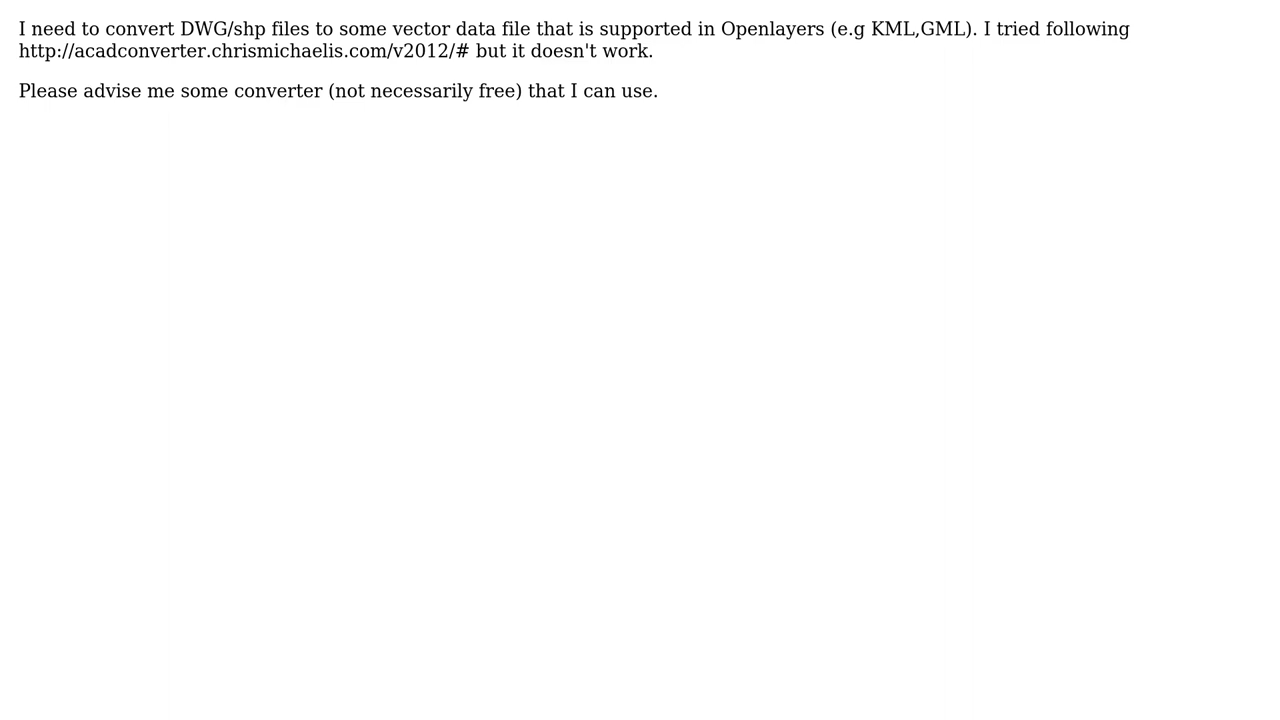 I need to convert DWG/shp files to some vector data file that is supported in Openlayers (e.g KML,GML). I tried following
http://acadconverter.chrismichaelis.com/v2012/# but it doesn't work.
Please advise me some converter (not necessarily free) that I can use.